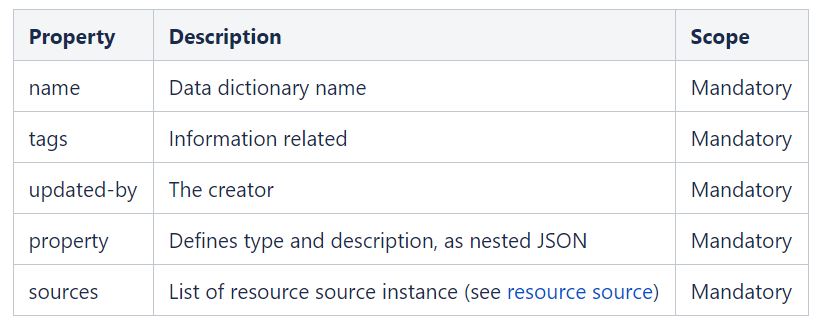 Property Description Scope
name Data dictionary name Mandatory
tags Information related Mandatory
updated-by The creator Mandatory
property Defines type and description, as nested JSON Mandatory
sources List of resource source instance (see resource source) Mandatory